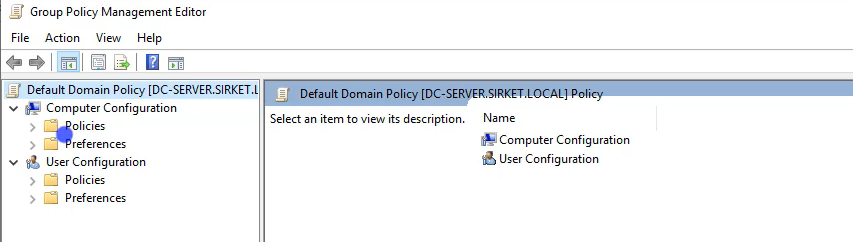 Group Policy Management Editor
File Action View Help
Default Domain Policy [DC-SERVER.SIRKET.L
Computer Configuration
Policies
Preferences
User Configuration
Policies
Preferences
Default Domain Policy [DC-SERVER.SIRKET.LOCAL] Policy
Select an item to view its description.
Name
Computer Configuration
User Configuration